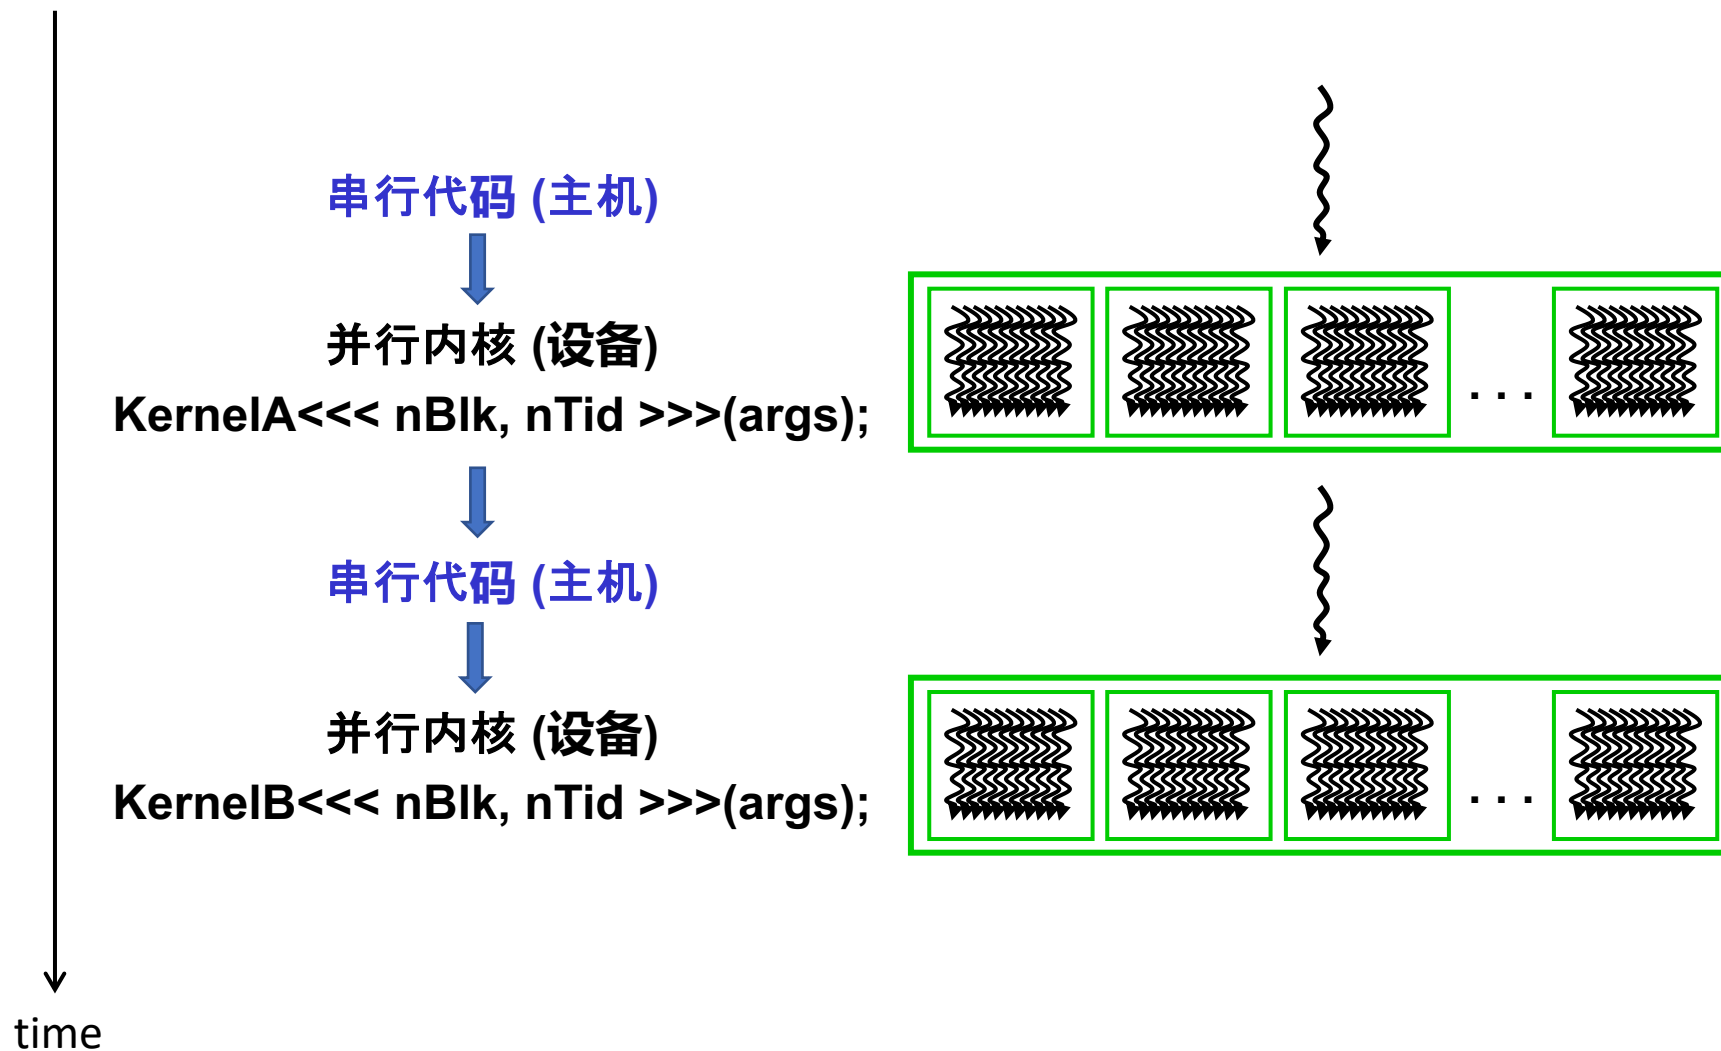 串行代码 (主机)
并行内核 (设备)
KernelA<<< nBlk, nTid >>>(args);
. . .
串行代码 (主机)
并行内核 (设备)
KernelB<<< nBlk, nTid >>>(args);
. . .
time